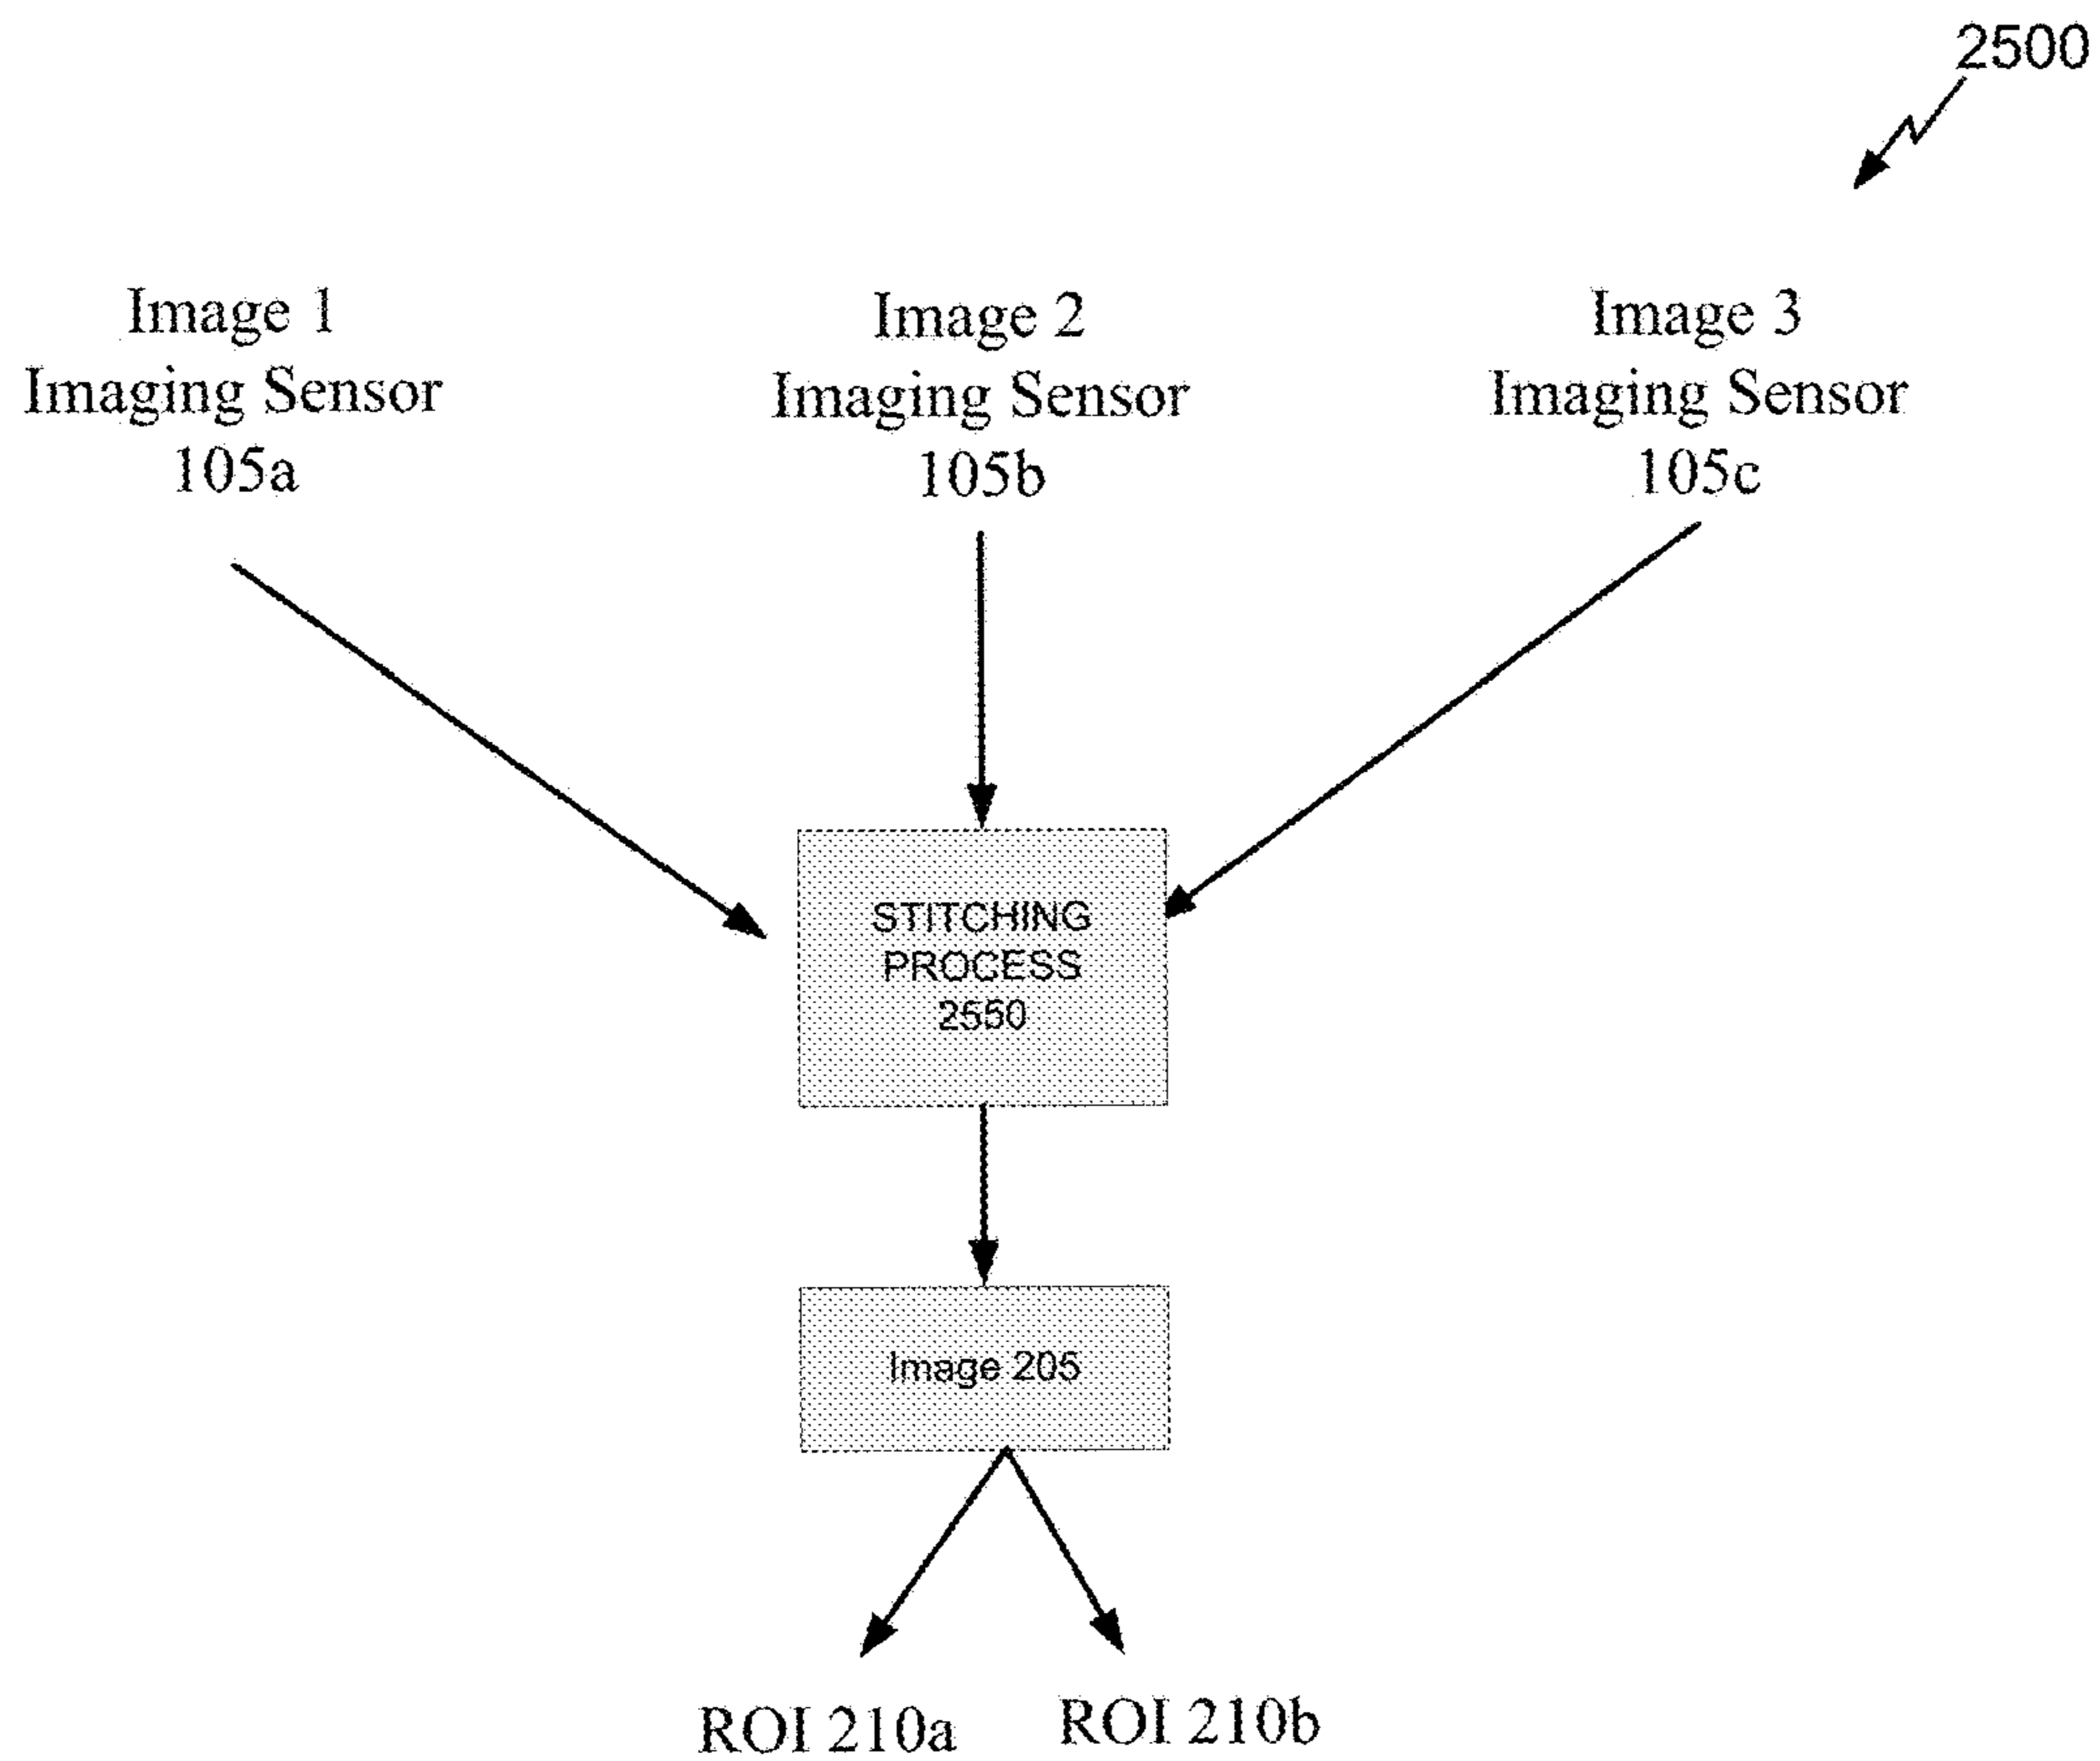 2500
Image 1
Imaging Sensor
105a
Image 2
Imaging Sensor
105b
Image 3
Imaging Sensor
105c
STITCHING
PROCESS
2550
Image 205
ROI 210a
ROI 210b